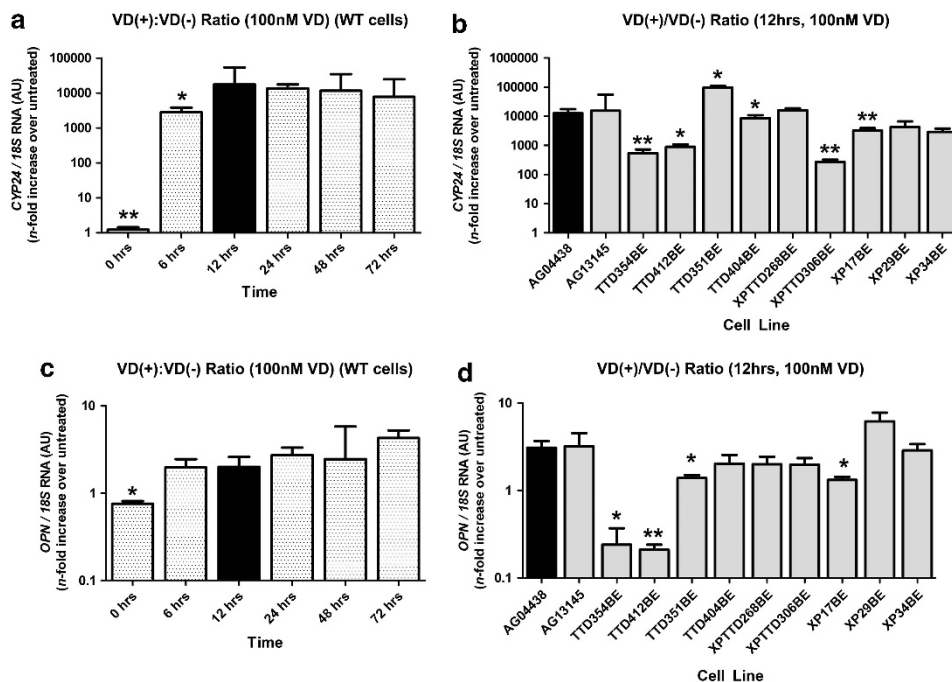 a
VD(+):VD(-) Ratio (100nM VD) (WT cells)
CYP24 / 18S RNA (AU)
(n-fold increase over untreated)
100000
10000
1000
100
10
1
**
*
0 hrs
6 hrs
12 hrs
24 hrs
48 hrs
72 hrs
Time
b
VD(+)/VD(-) Ratio (12hrs, 100nM VD)
CYP24 / 18S RNA (AU)
(n-fold increase over untreated)
1000000
100000
10000
1000
100
10
1
**
*
*
*
**
**
AG04438
AG13145
TTD354BE
TTD412BE
TTD351BE
TTD404BE
XPTTD268BE
XPTTD306BE
XP17BE
XP29BE
XP34BE
Cell Line
c
VD(+):VD(-) Ratio (100nM VD) (WT cells)
OPN / 18S RNA (AU)
(n-fold increase over untreated)
10
1
0.1
*
0 hrs
6 hrs
12 hrs
24 hrs
48 hrs
72 hrs
Time
d
VD(+)/VD(-) Ratio (12hrs, 100nM VD)
OPN / 18S RNA (AU)
(n-fold increase over untreated)
10
1
0.1
*
**
*
*
AG04438
AG13145
TTD354BE
TTD412BE
TTD351BE
TTD404BE
XPTTD268BE
XPTTD306BE
XP17BE
XP29BE
XP34BE
Cell Line